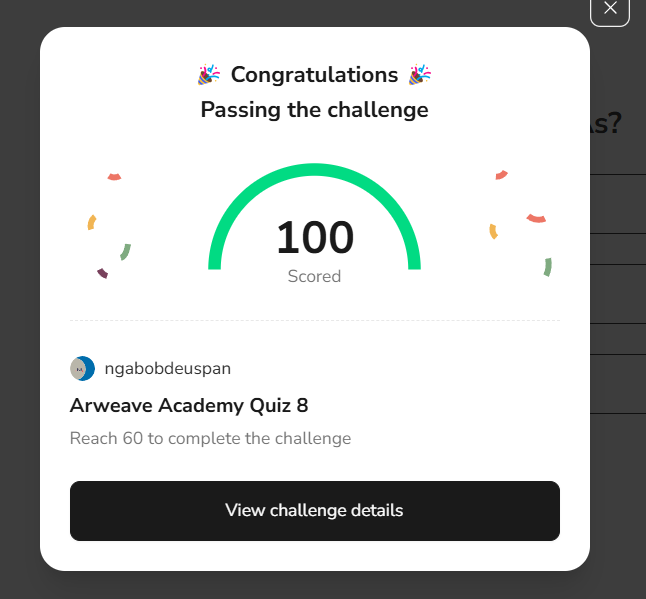 🎉 Congratulations 🎉
Passing the challenge
100
Scored
ngabobdeuspan
Arweave Academy Quiz 8
Reach 60 to complete the challenge
View challenge details